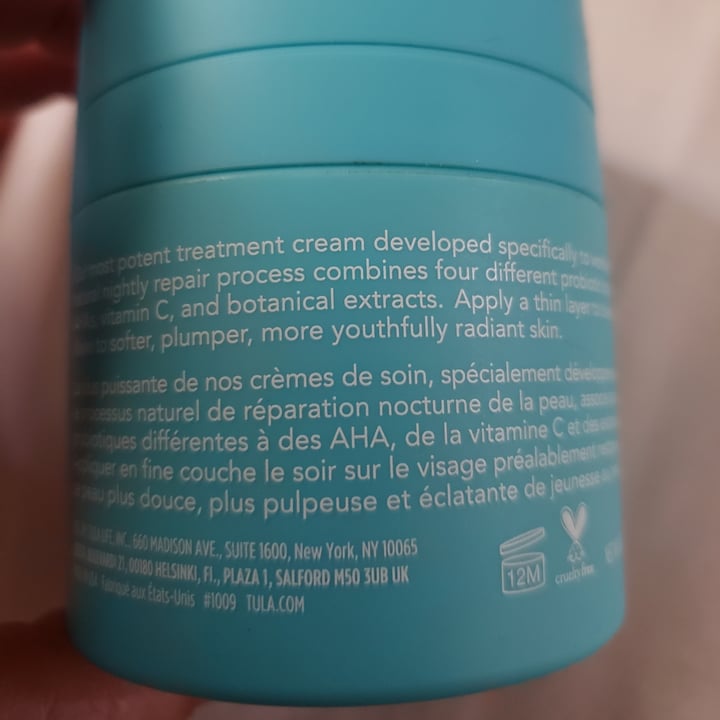 most potent treatment cream developed specifically to
nightly repair process combines four different probiotic
vitamin C, and botanical extracts. Apply a thin layer to
to softer, plumper, more youthfully radiant skin.
puissante de nos crèmes de soin, spécialement
processus naturel de réparation nocturne de la peau,
différentes à des AHA, de la vitamine C et des
en fine couche le soir sur le visage préalablement
peau plus douce, plus pulpeuse et éclatante de jeunesse
LIFE, INC., 660 MADISON AVE., SUITE 1600, New York, NY 10065
21, 00180 HELSINKI, FI., PLAZA 1, SALFORD M50 3UB UK
Fabriqué aux États-Unis #1009 TULA.COM
12M
cruelty free